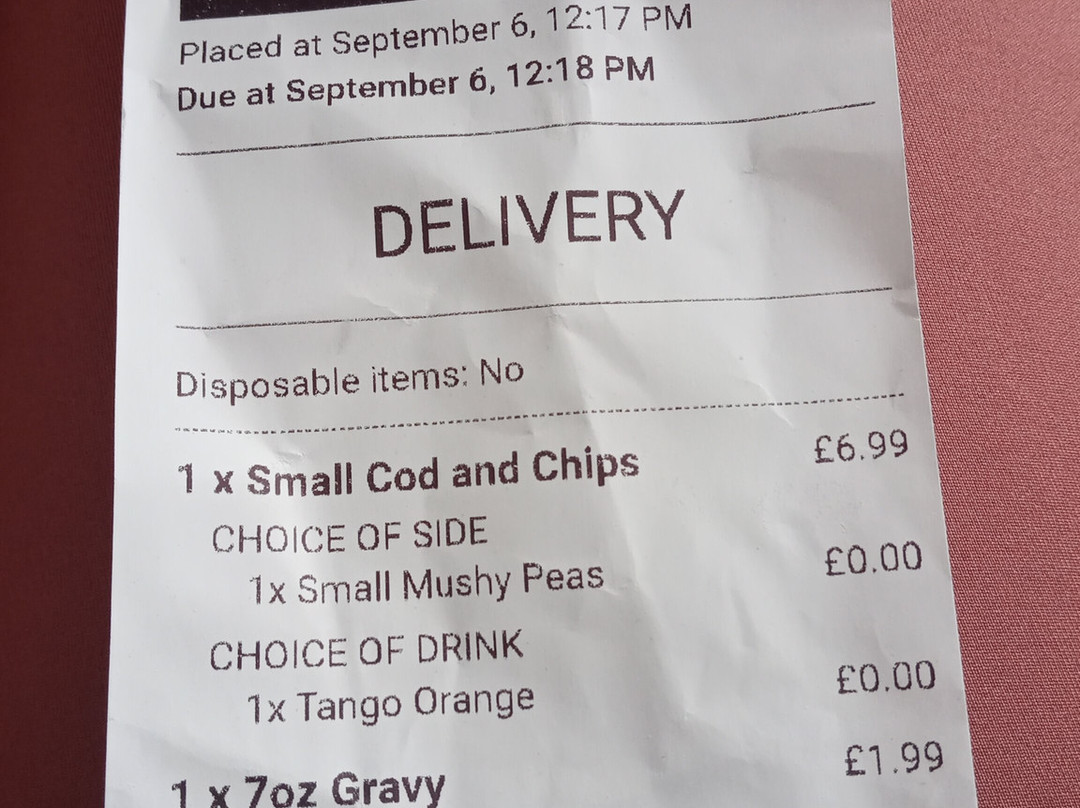 Placed at September 6, 12:17 PM
Due at September 6, 12:18 PM
DELIVERY
Disposable items: No
1 x Small Cod and Chips £6.99
CHOICE OF SIDE
1x Small Mushy Peas £0.00
CHOICE OF DRINK
1x Tango Orange £0.00
1 x 7oz Gravy £1.99